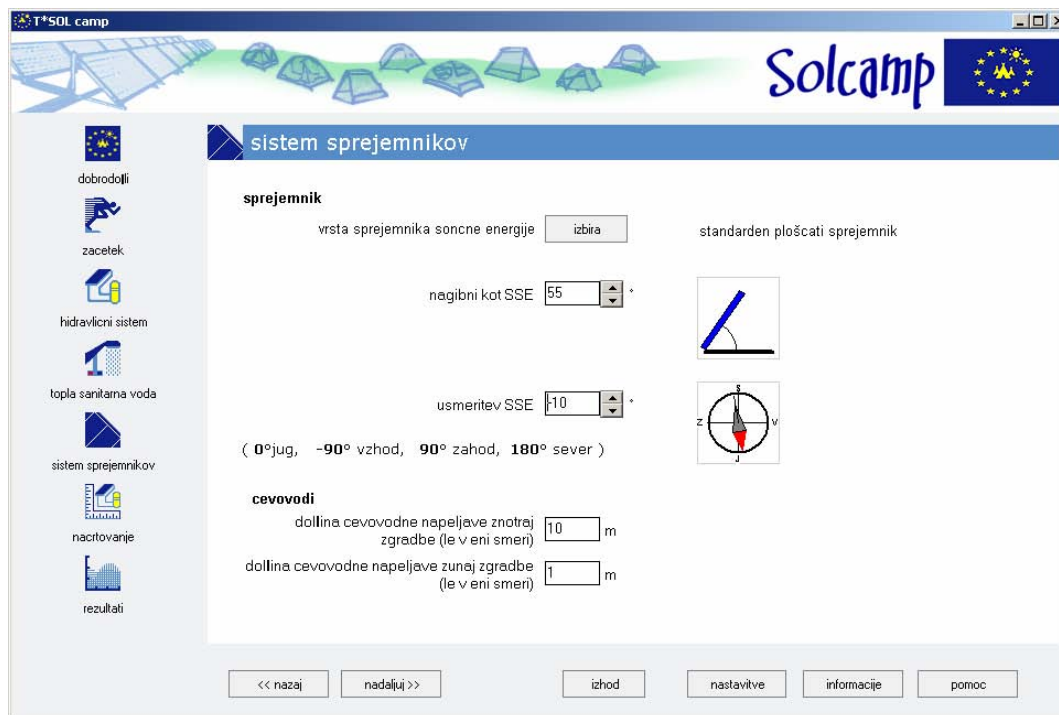 T*SOL camp
Solcamp
dobrodolli
zacetek
hidravlicni sistem
topla sanitarna voda
sistem sprejemnikov
nacrtovanje
rezultati
sistem sprejemnikov
sprejemnik
vrsta sprejemnika soncne energije izbira standarden plošcati sprejemnik
nagibni kot SSE 55 °
usmeritev SSE -10 °
S
Z V
J
( 0°jug, -90° vzhod, 90° zahod, 180° sever )
cevovodi
dollina cevovodne napeljave znotraj
zgradbe (le v eni smeri) 10 m
dollina cevovodne napeljave zunaj zgradbe
(le v eni smeri) 1 m
<< nazaj nadaljuj >> izhod nastavitve informacije pomoc